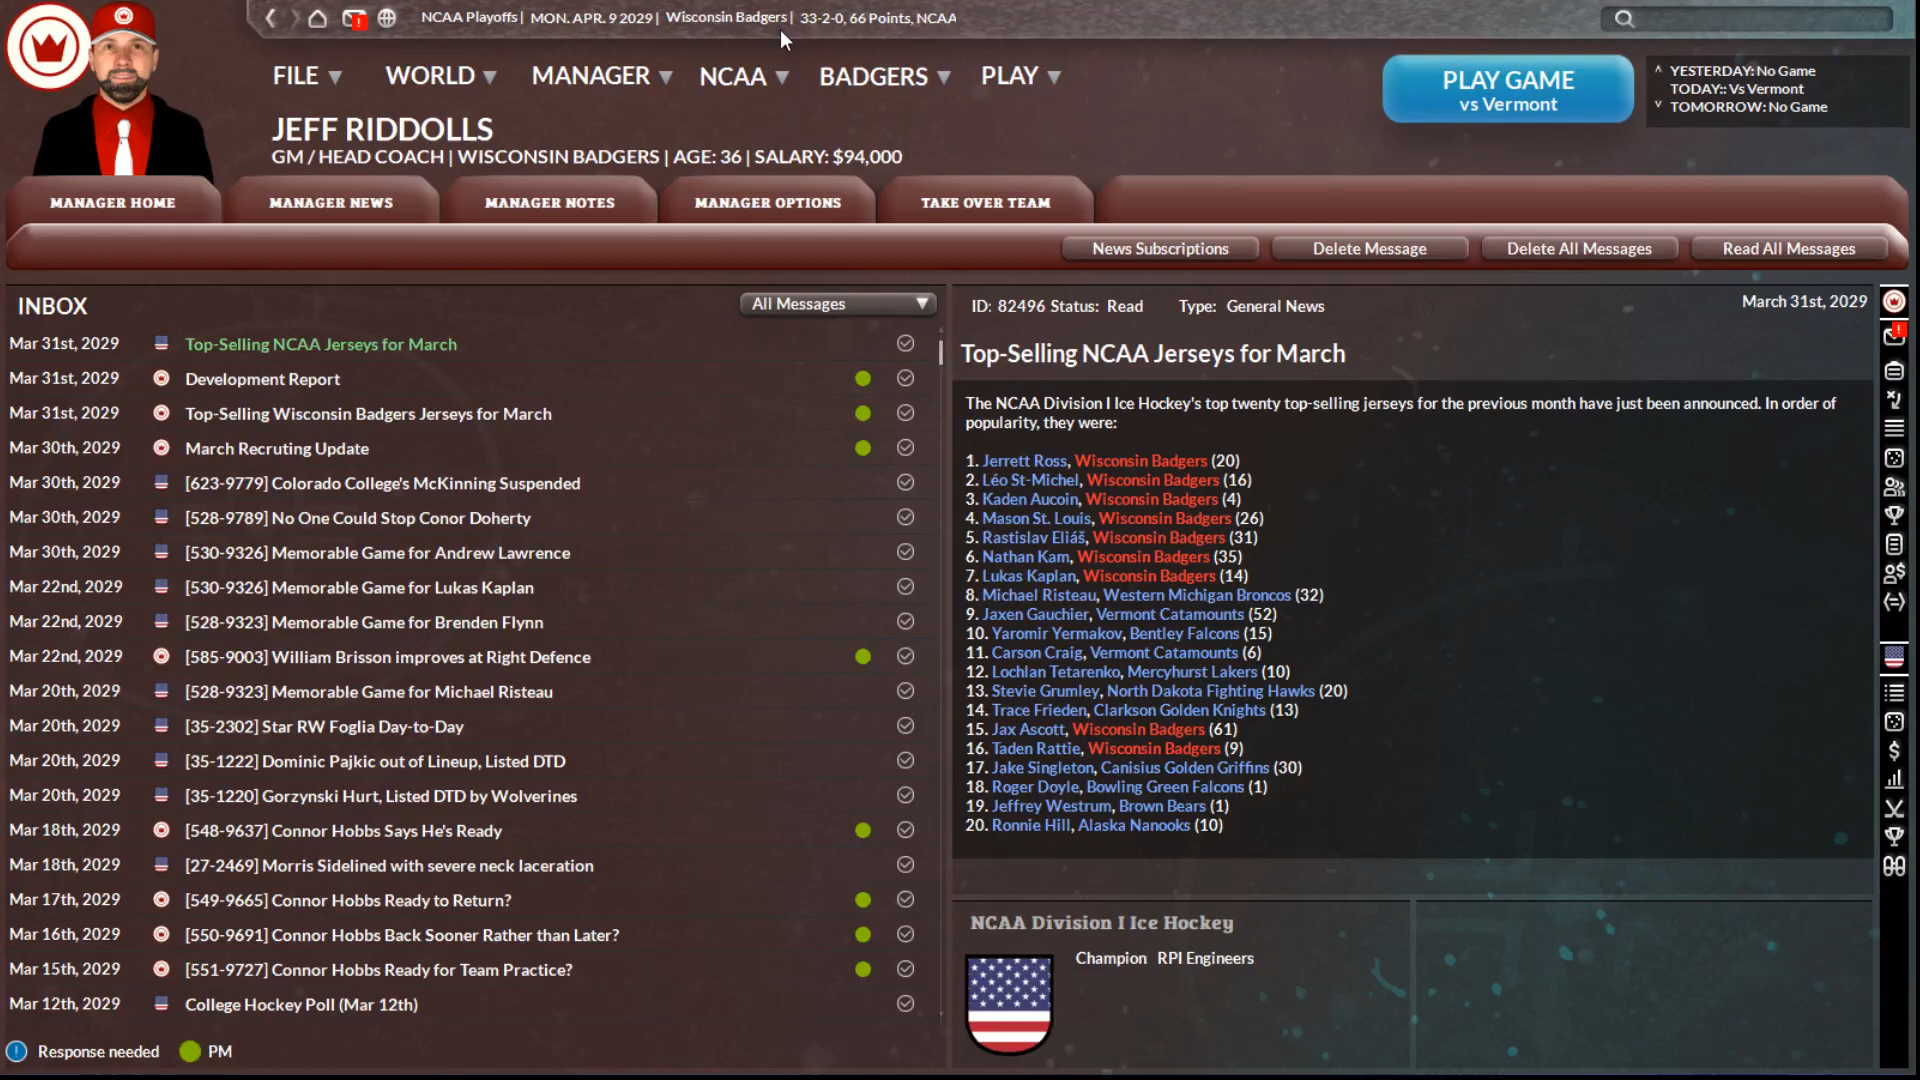 NCAA Playoffs | MON. APR. 9 2029 | Wisconsin Badgers | 33-2-0, 66 Points, NCAA
FILE ▼ WORLD ▼ MANAGER ▼ NCAA ▼ BADGERS ▼ PLAY ▼
PLAY GAME
vs Vermont
YESTERDAY: No Game
TODAY:: Vs Vermont
TOMORROW: No Game
JEFF RIDDOLLS
GM / HEAD COACH | WISCONSIN BADGERS | AGE: 36 | SALARY: $94,000
MANAGER HOME MANAGER NEWS MANAGER NOTES MANAGER OPTIONS TAKE OVER TEAM
News Subscriptions Delete Message Delete All Messages Read All Messages
INBOX All Messages ▼
Mar 31st, 2029 Top-Selling NCAA Jerseys for March
Mar 31st, 2029 Development Report
Mar 31st, 2029 Top-Selling Wisconsin Badgers Jerseys for March
Mar 30th, 2029 March Recruting Update
Mar 30th, 2029 [623-9779] Colorado College's McKinning Suspended
Mar 30th, 2029 [528-9789] No One Could Stop Conor Doherty
Mar 30th, 2029 [530-9326] Memorable Game for Andrew Lawrence
Mar 22nd, 2029 [530-9326] Memorable Game for Lukas Kaplan
Mar 22nd, 2029 [528-9323] Memorable Game for Brenden Flynn
Mar 22nd, 2029 [585-9003] William Brisson improves at Right Defence
Mar 20th, 2029 [528-9323] Memorable Game for Michael Risteau
Mar 20th, 2029 [35-2302] Star RW Foglia Day-to-Day
Mar 20th, 2029 [35-1222] Dominic Pajkic out of Lineup, Listed DTD
Mar 20th, 2029 [35-1220] Gorzynski Hurt, Listed DTD by Wolverines
Mar 18th, 2029 [548-9637] Connor Hobbs Says He's Ready
Mar 18th, 2029 [27-2469] Morris Sidelined with severe neck laceration
Mar 17th, 2029 [549-9665] Connor Hobbs Ready to Return?
Mar 16th, 2029 [550-9691] Connor Hobbs Back Sooner Rather than Later?
Mar 15th, 2029 [551-9727] Connor Hobbs Ready for Team Practice?
Mar 12th, 2029 College Hockey Poll (Mar 12th)
Response needed PM
ID: 82496 Status: Read Type: General News March 31st, 2029
Top-Selling NCAA Jerseys for March
The NCAA Division I Ice Hockey's top twenty top-selling jerseys for the previous month have just been announced. In order of
popularity, they were:
1. Jerrett Ross, Wisconsin Badgers (20)
2. Léo St-Michel, Wisconsin Badgers (16)
3. Kaden Aucoin, Wisconsin Badgers (4)
4. Mason St. Louis, Wisconsin Badgers (26)
5. Rastislav Eliáš, Wisconsin Badgers (31)
6. Nathan Kam, Wisconsin Badgers (35)
7. Lukas Kaplan, Wisconsin Badgers (14)
8. Michael Risteau, Western Michigan Broncos (32)
9. Jaxen Gauchier, Vermont Catamounts (52)
10. Yaromir Yermakov, Bentley Falcons (15)
11. Carson Craig, Vermont Catamounts (6)
12. Lochlan Tetarenko, Mercyhurst Lakers (10)
13. Stevie Grumley, North Dakota Fighting Hawks (20)
14. Trace Frieden, Clarkson Golden Knights (13)
15. Jax Ascott, Wisconsin Badgers (61)
16. Taden Rattie, Wisconsin Badgers (9)
17. Jake Singleton, Canisius Golden Griffins (30)
18. Roger Doyle, Bowling Green Falcons (1)
19. Jeffrey Westrum, Brown Bears (1)
20. Ronnie Hill, Alaska Nanooks (10)
NCAA Division I Ice Hockey
Champion RPI Engineers